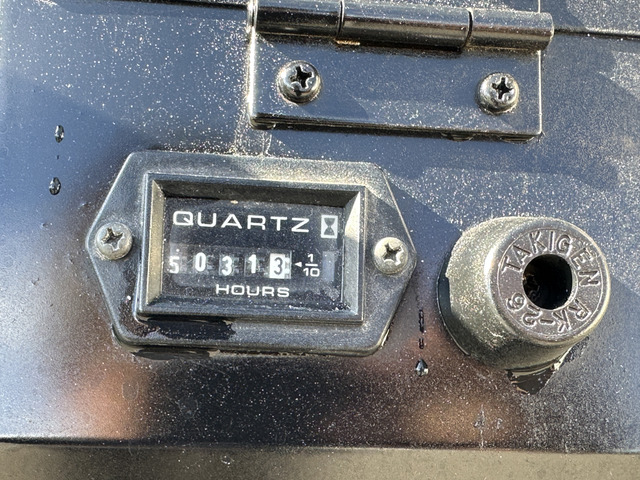 QUARTZ
50313 ◄ 1/10
HOURS
TAKIGEN
RK-26